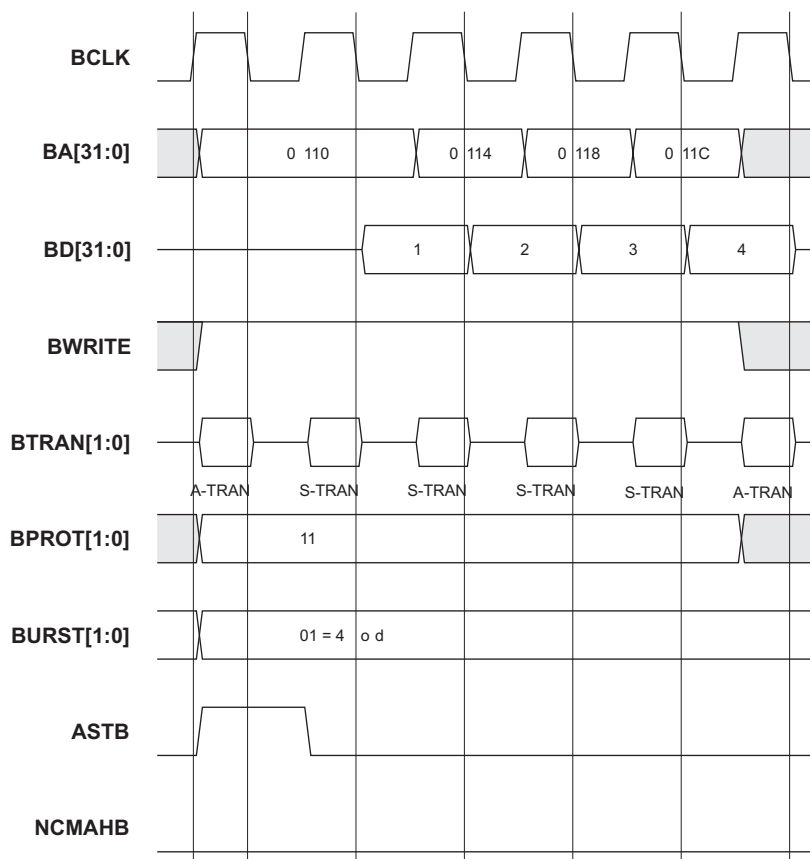 BCLK
BA[31:0] 0 110 0 114 0 118 0 11C
BD[31:0] 1 2 3 4
BWRITE
BTRAN[1:0]
A-TRAN S-TRAN S-TRAN S-TRAN S-TRAN A-TRAN
BPROT[1:0] 11
BURST[1:0] 01 = 4 o d
ASTB
NCMAHB